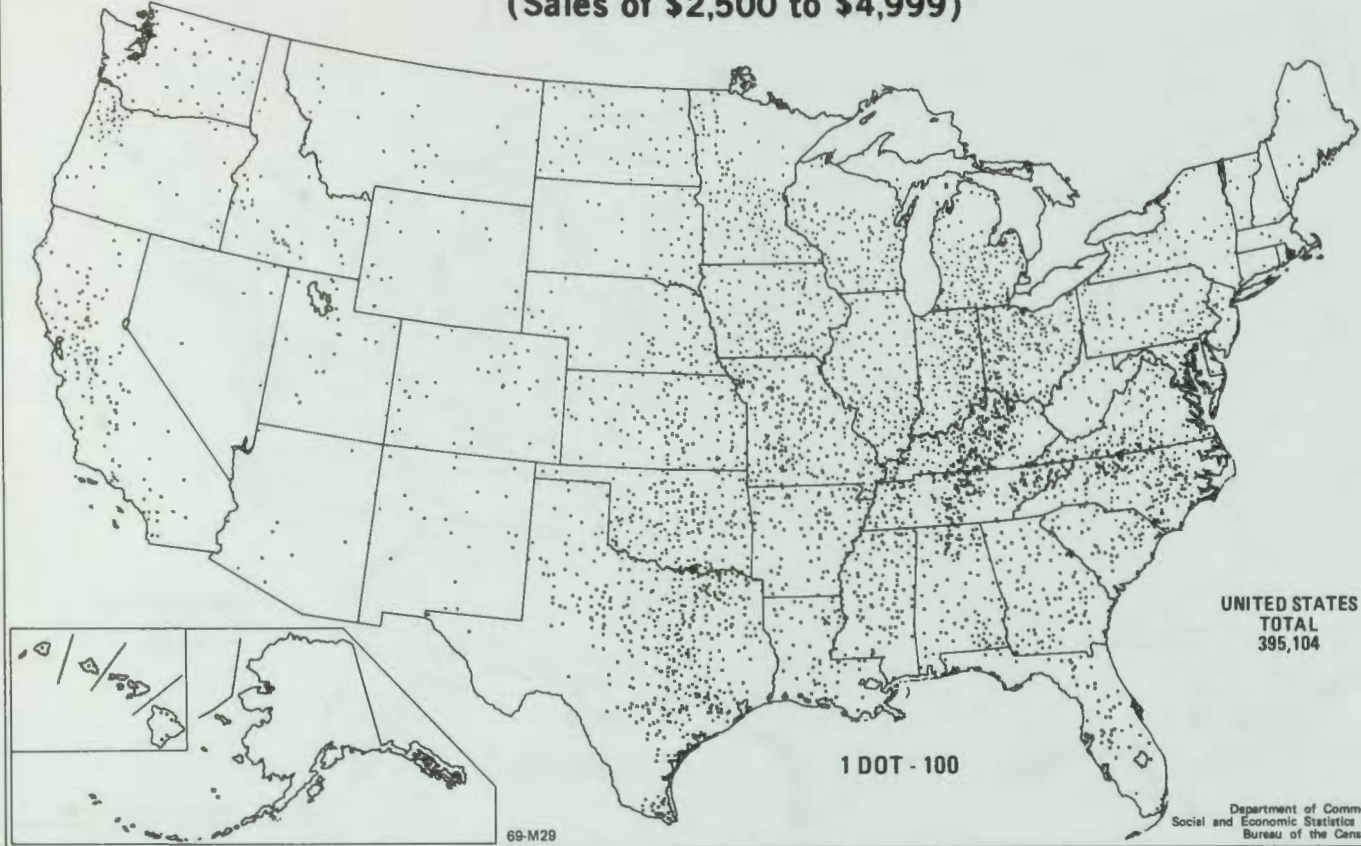 (Sales of $2,500 to $4,999)
UNITED STATES
TOTAL
395,104
1 DOT - 100
69-M29
Department of Comm
Social and Economic Statistics
Bureau of the Cens